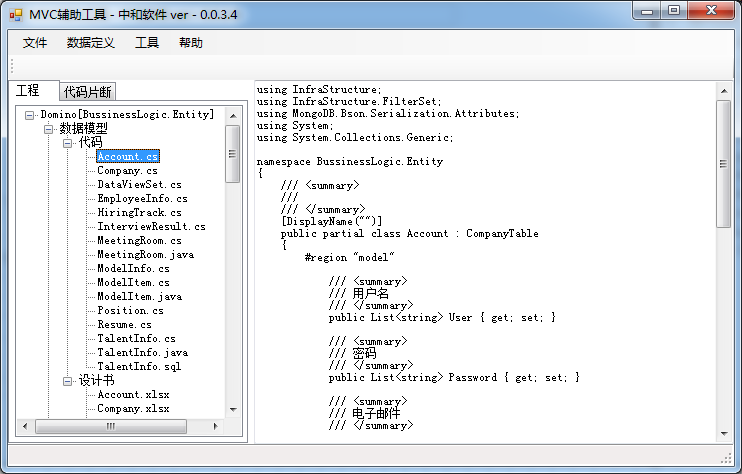 MVC辅助工具 - 中和软件 ver - 0.0.3.4
文件 数据定义 工具 帮助
工程 代码片断
Domino[BussinessLogic.Entity]
数据模型
代码
Account.cs
Company.cs
DataViewSet.cs
EmployeeInfo.cs
HiringTrack.cs
InterviewResult.cs
MeetingRoom.cs
MeetingRoom.java
ModelInfo.cs
ModelItem.cs
ModelItem.java
Position.cs
Resume.cs
TalentInfo.cs
TalentInfo.java
TalentInfo.sql
设计书
Account.xlsx
Company.xlsx
using InfraStructure;
using InfraStructure.FilterSet;
using MongoDB.Bson.Serialization.Attributes;
using System;
using System.Collections.Generic;
namespace BussinessLogic.Entity
{
/// <summary>
///
/// </summary>
[DisplayName("")]
public partial class Account : CompanyTable
{
#region "model"
/// <summary>
/// 用户名
/// </summary>
public List<string> User { get; set; }
/// <summary>
/// 密码
/// </summary>
public List<string> Password { get; set; }
/// <summary>
/// 电子邮件
/// </summary>